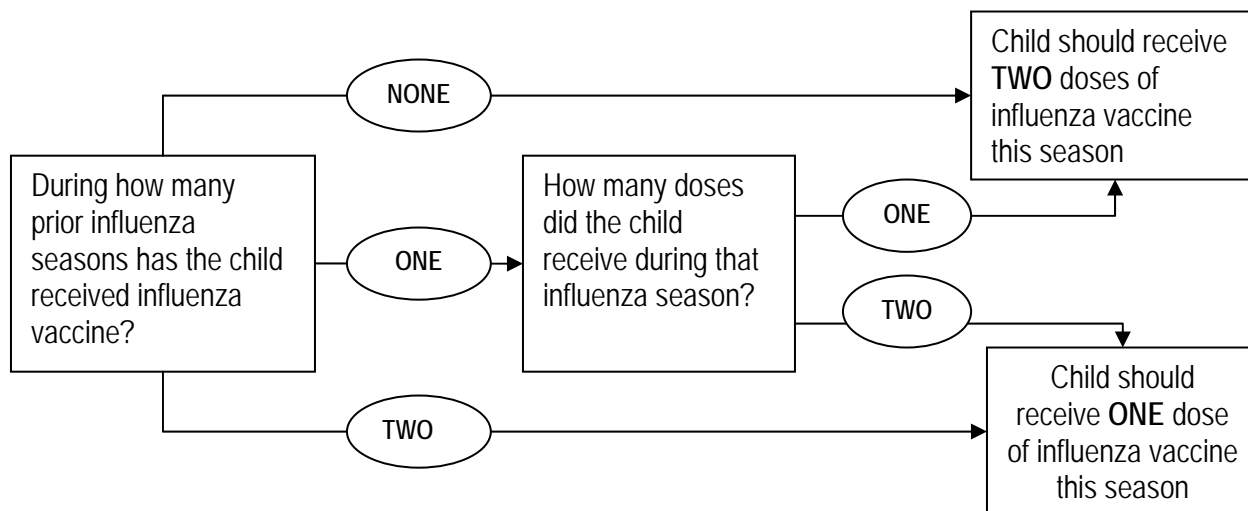 NONE
Child should receive
TWO doses of
influenza vaccine
this season
During how many
prior influenza
seasons has the child
received influenza
vaccine?
ONE
How many doses
did the child
receive during that
influenza season?
ONE
TWO
TWO
Child should
receive ONE dose
of influenza vaccine
this season